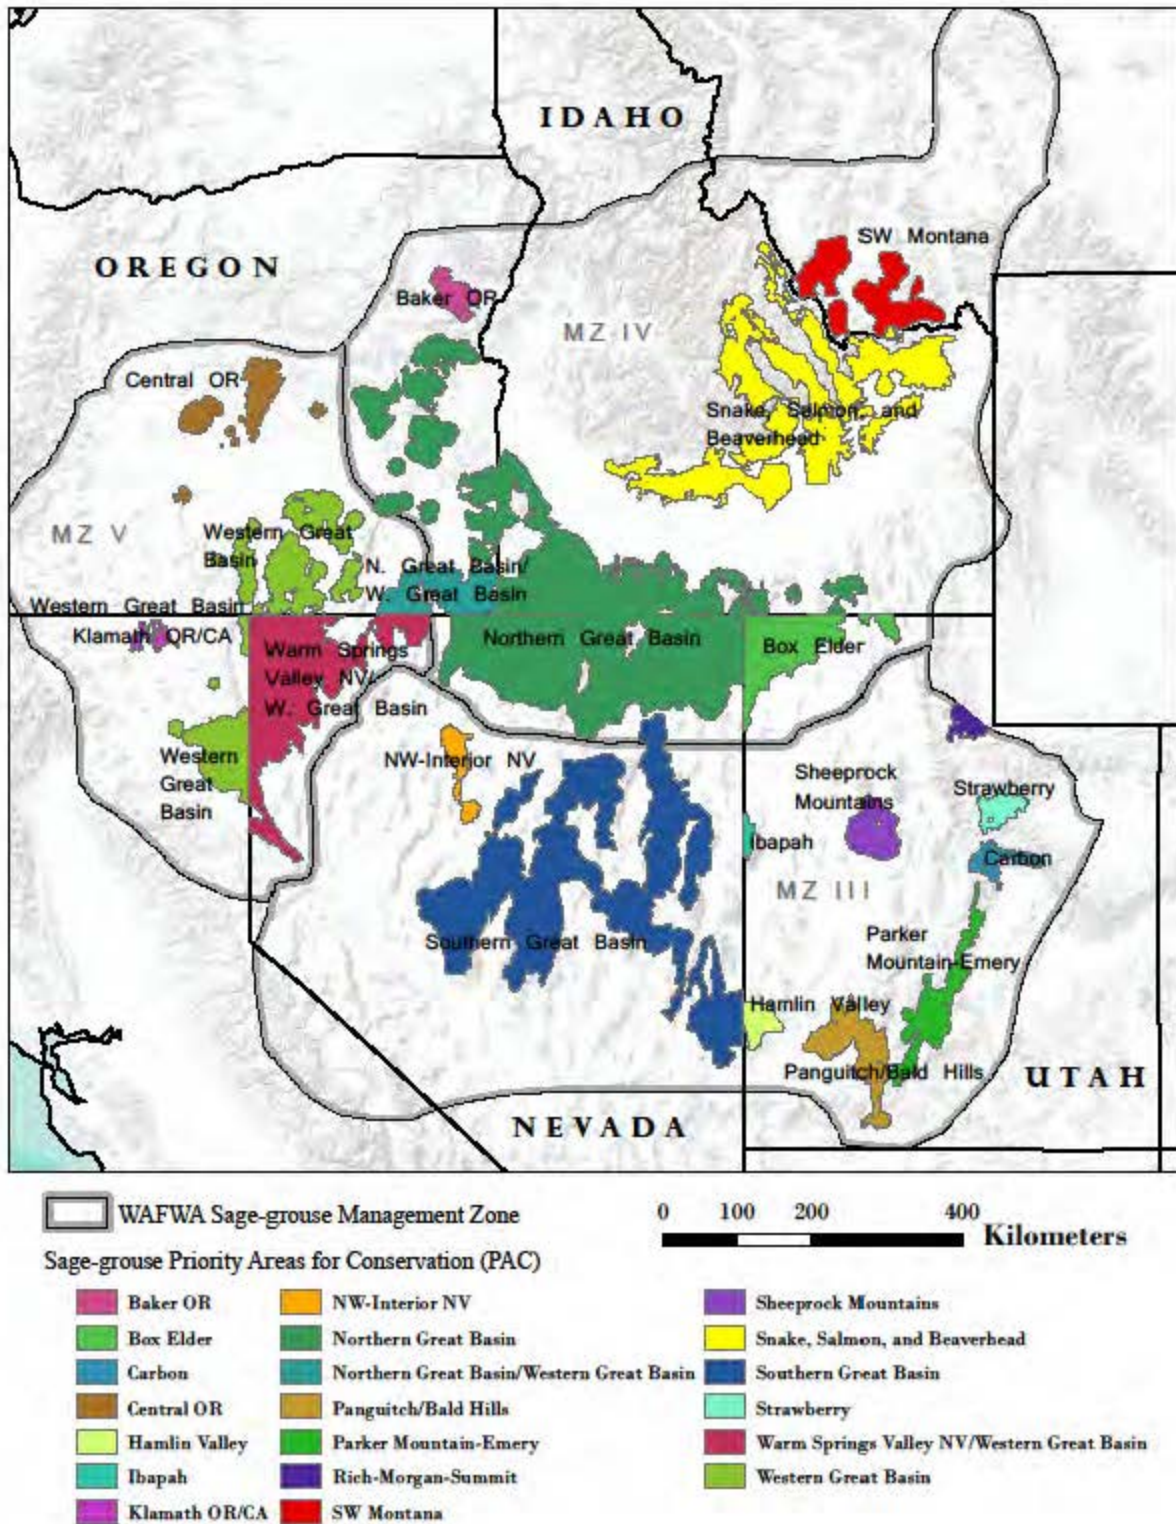 IDAHO
SW Montana
OREGON
Baker OR
MZ IV
Central OR
Snake, Salmon, and
Beaverhead
MZ V
Western Great
Basin
N. Great Basin/
W. Great Basin
Western Great Basin
Klamath OR/CA
Warm Springs
Valley NV/
W. Great Basin
Northern Great Basin
Box Elder
Western
Great
Basin
NW-Interior NV
Sheeprock
Mountains
Strawberry
Ibapah
Carbon
MZ III
Southern Great Basin
Parker
Mountain-Emery
Hamlin Valley
Panguitch/Bald Hills
UTAH
NEVADA
WAFWA Sage-grouse Management Zone
0 100 200 400
Kilometers
Sage-grouse Priority Areas for Conservation (PAC)
Baker OR
Box Elder
Carbon
Central OR
Hamlin Valley
Ibapah
Klamath OR/CA
NW-Interior NV
Northern Great Basin
Northern Great Basin/Western Great Basin
Panguitch/Bald Hills
Parker Mountain-Emery
Rich-Morgan-Summit
SW Montana
Sheeprock Mountains
Snake, Salmon, and Beaverhead
Southern Great Basin
Strawberry
Warm Springs Valley NV/Western Great Basin
Western Great Basin